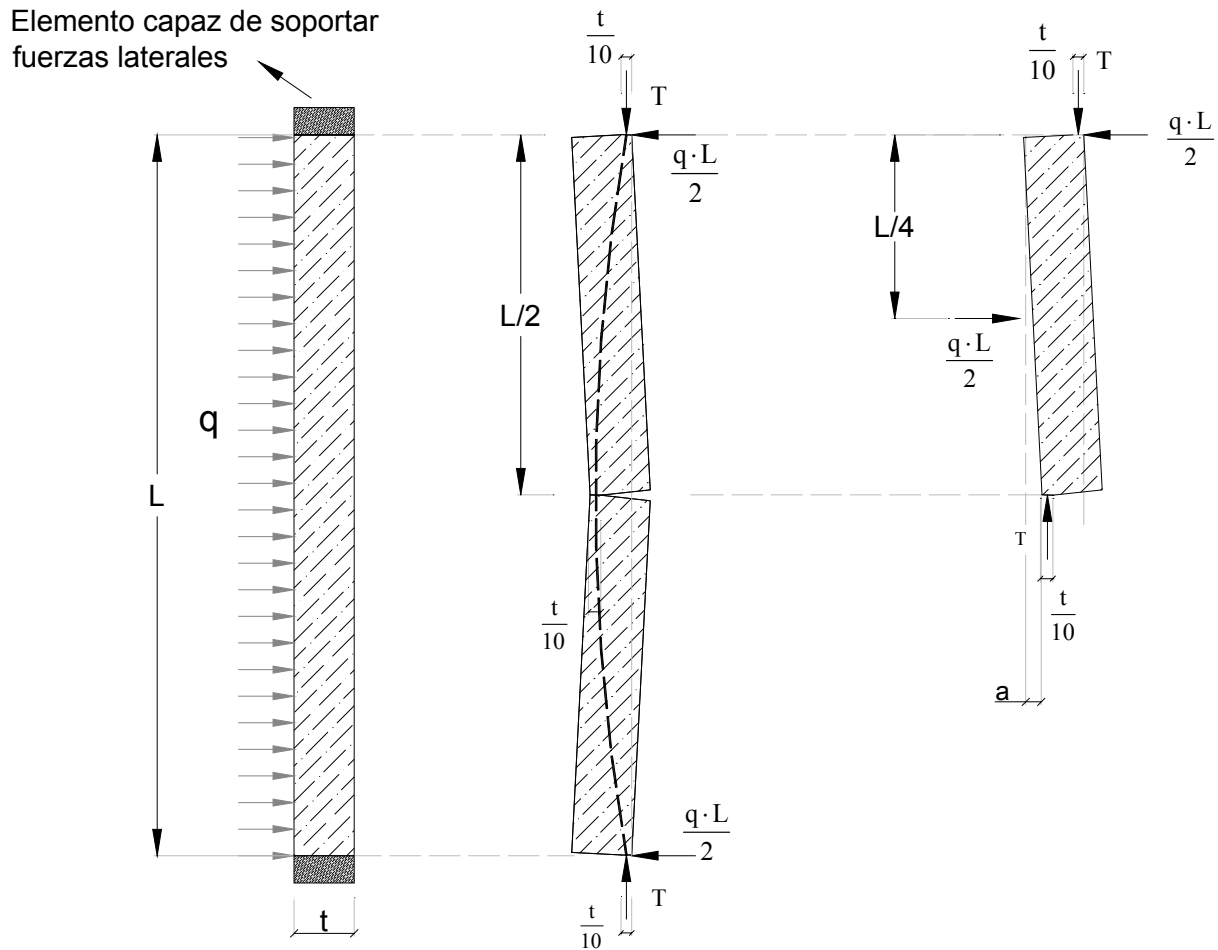 Elemento capaz de soportar
fuerzas laterales
q
L
t
t
10
T
q · L
2
L/2
t
10
q · L
2
t
10
T
t
10
T
q · L
2
L/4
q · L
2
T
t
10
a